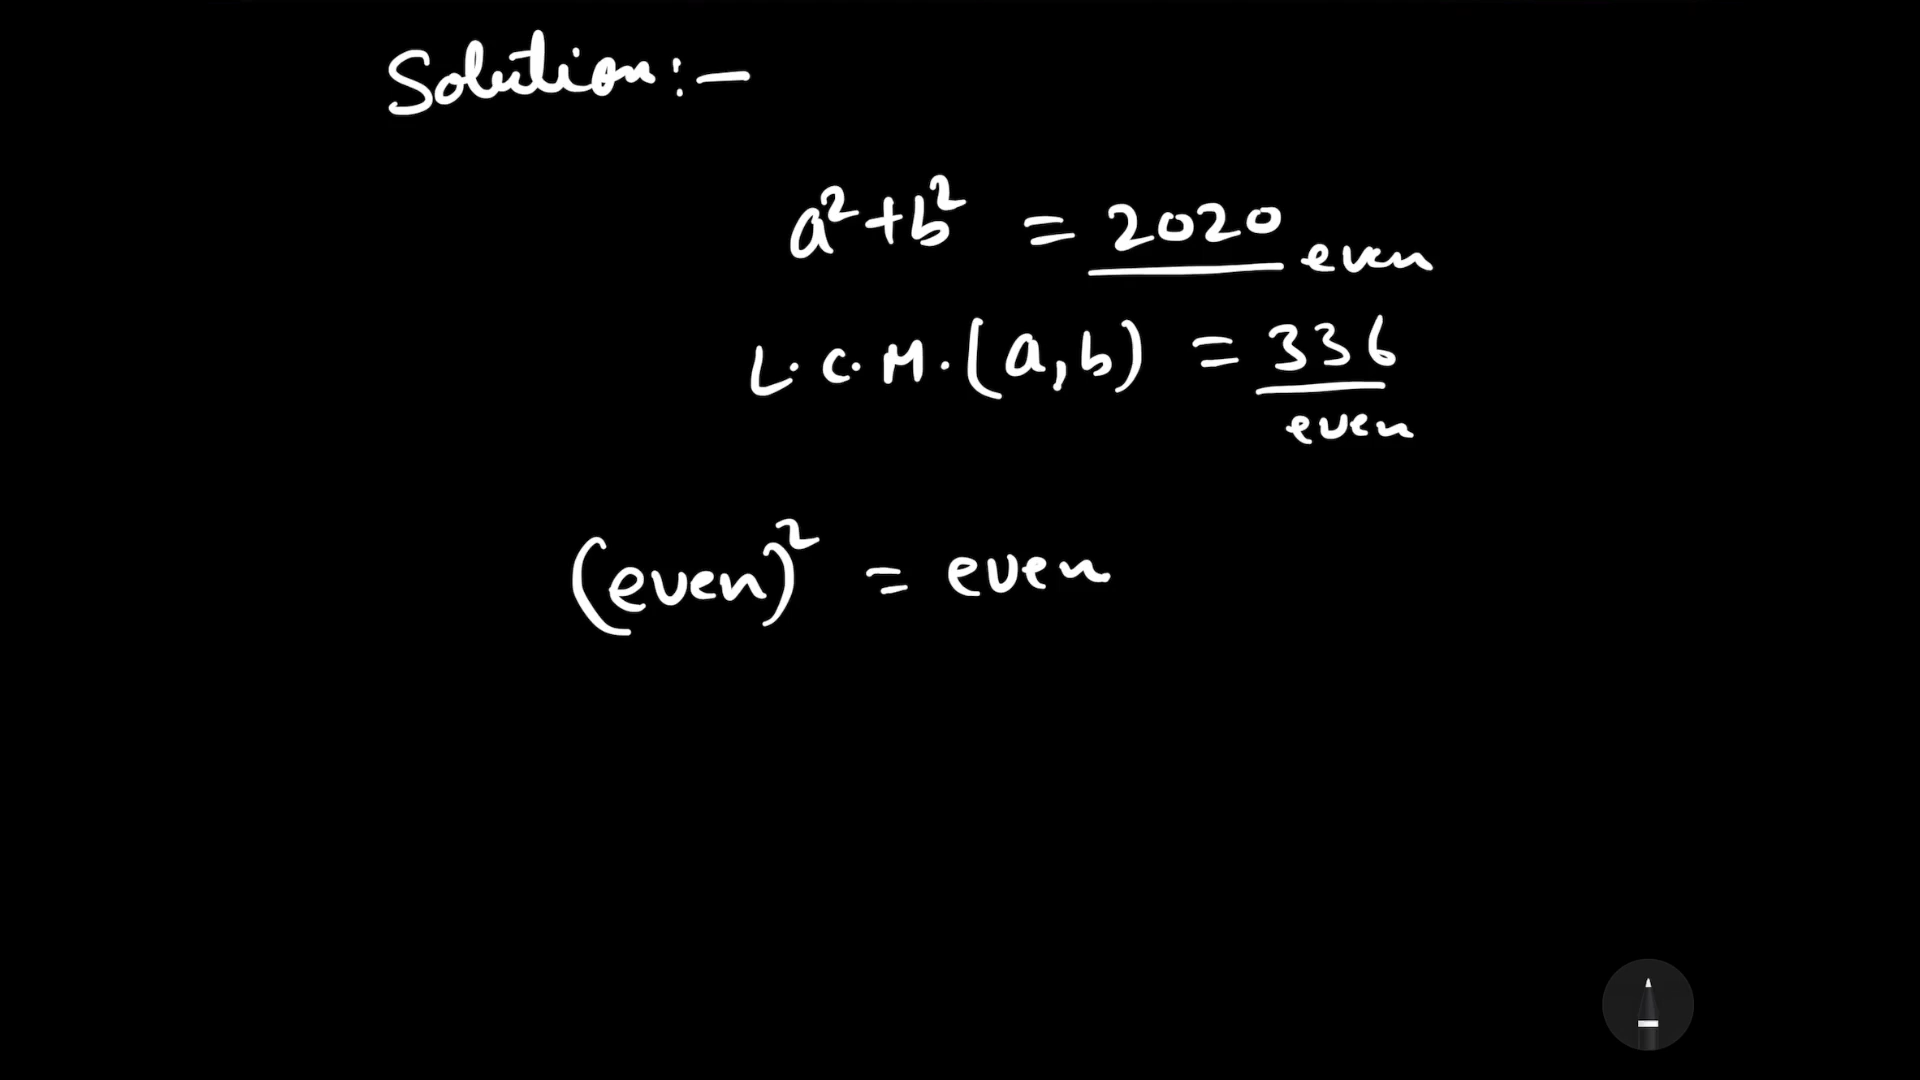 Solution:-
a²+b² = 2020 even
L.C.M.(a,b) = 336
even
(even)² = even